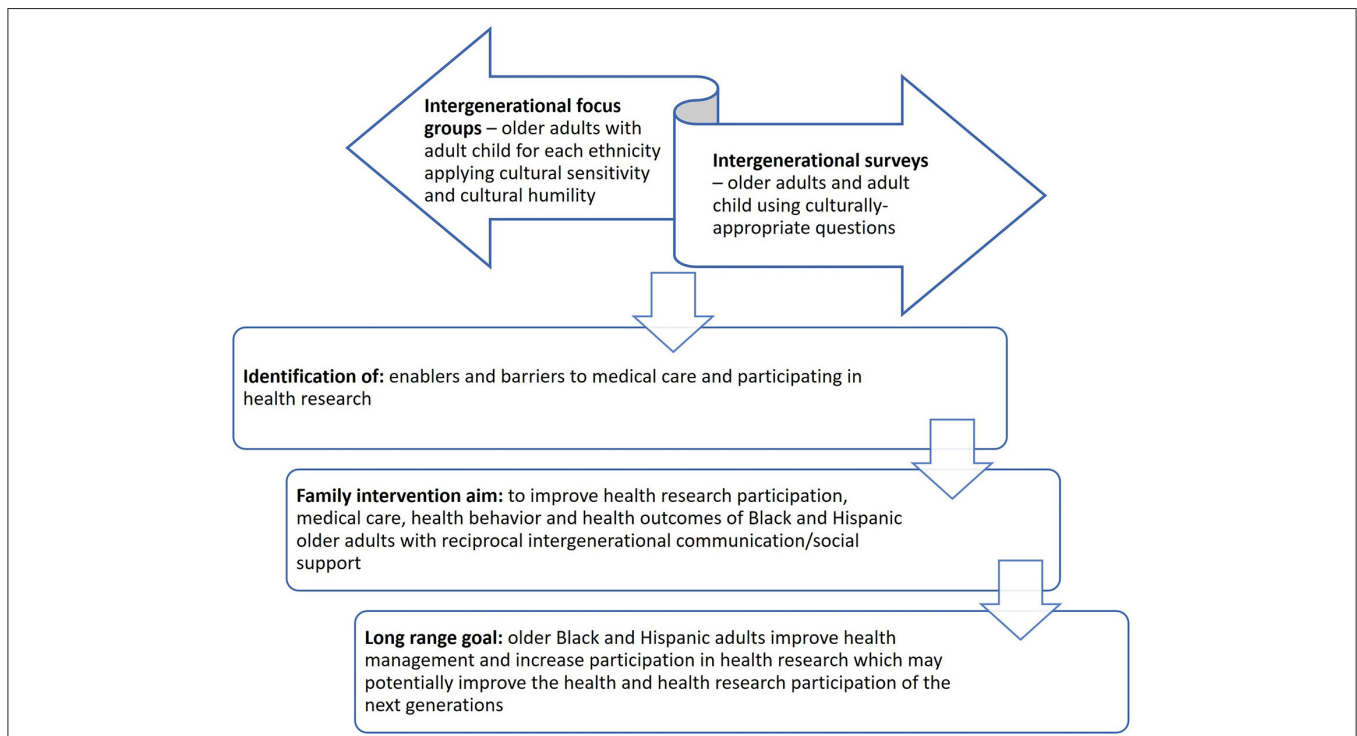 Intergenerational focus
groups – older adults with
adult child for each ethnicity
applying cultural sensitivity
and cultural humility
Intergenerational surveys
– older adults and adult
child using culturally-
appropriate questions
Identification of: enablers and barriers to medical care and participating in
health research
Family intervention aim: to improve health research participation,
medical care, health behavior and health outcomes of Black and Hispanic
older adults with reciprocal intergenerational communication/social
support
Long range goal: older Black and Hispanic adults improve health
management and increase participation in health research which may
potentially improve the health and health research participation of the
next generations